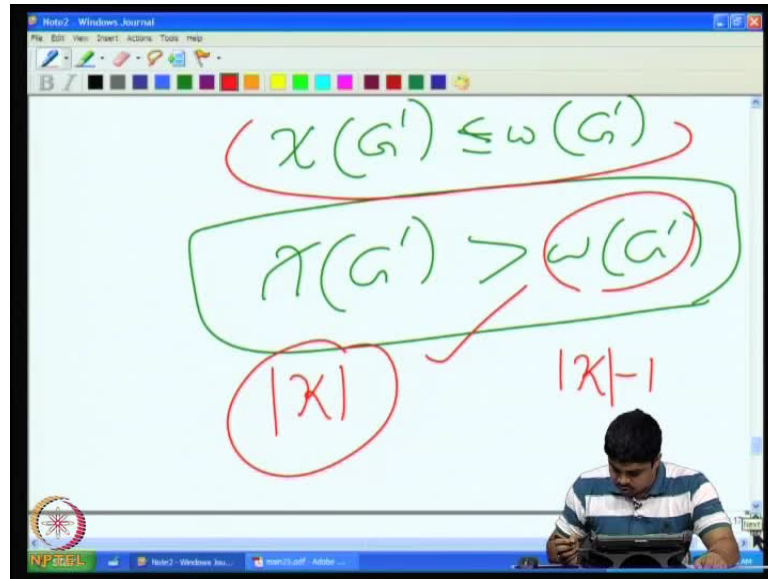 Note2 - Windows Journal
File Edit View Insert Actions Tools Help
B I
χ(G') ≤ ω(G')
π(G') > ω(G')
|K|
|K|-1
Next
NPTEL
Note2 - Windows Jou...
main25.pdf - Adobe ...
AM